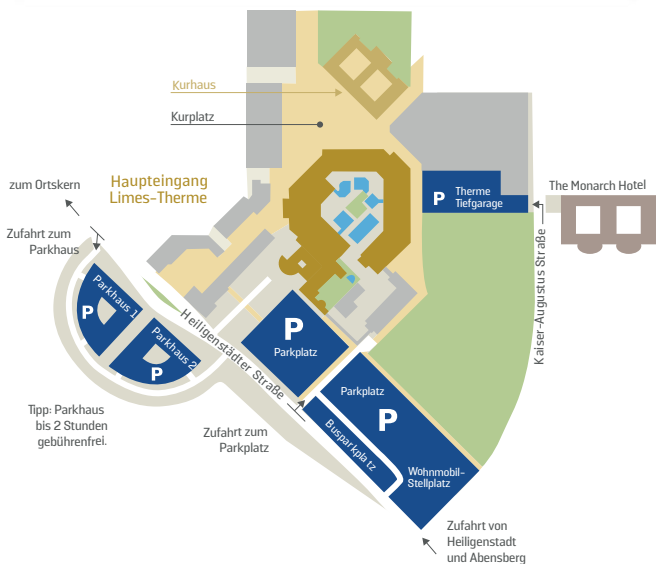 Kurhaus
Kurplatz
Haupteingang
Limes-Therme
zum Ortskern
Zufahrt zum
Parkhaus
P Therme
Tiefgarage
The Monarch Hotel
Kaiser-Augustus Straße
Parkhaus 1
P
Parkhaus 2
P
Heiligenstädter Straße
P
Parkplatz
Parkplatz
P
Busparkplatz
Wohnmobil-
Stellplatz
Tipp: Parkhaus
bis 2 Stunden
gebührenfrei.
Zufahrt zum
Parkplatz
Zufahrt von
Heiligenstadt
und Abensberg